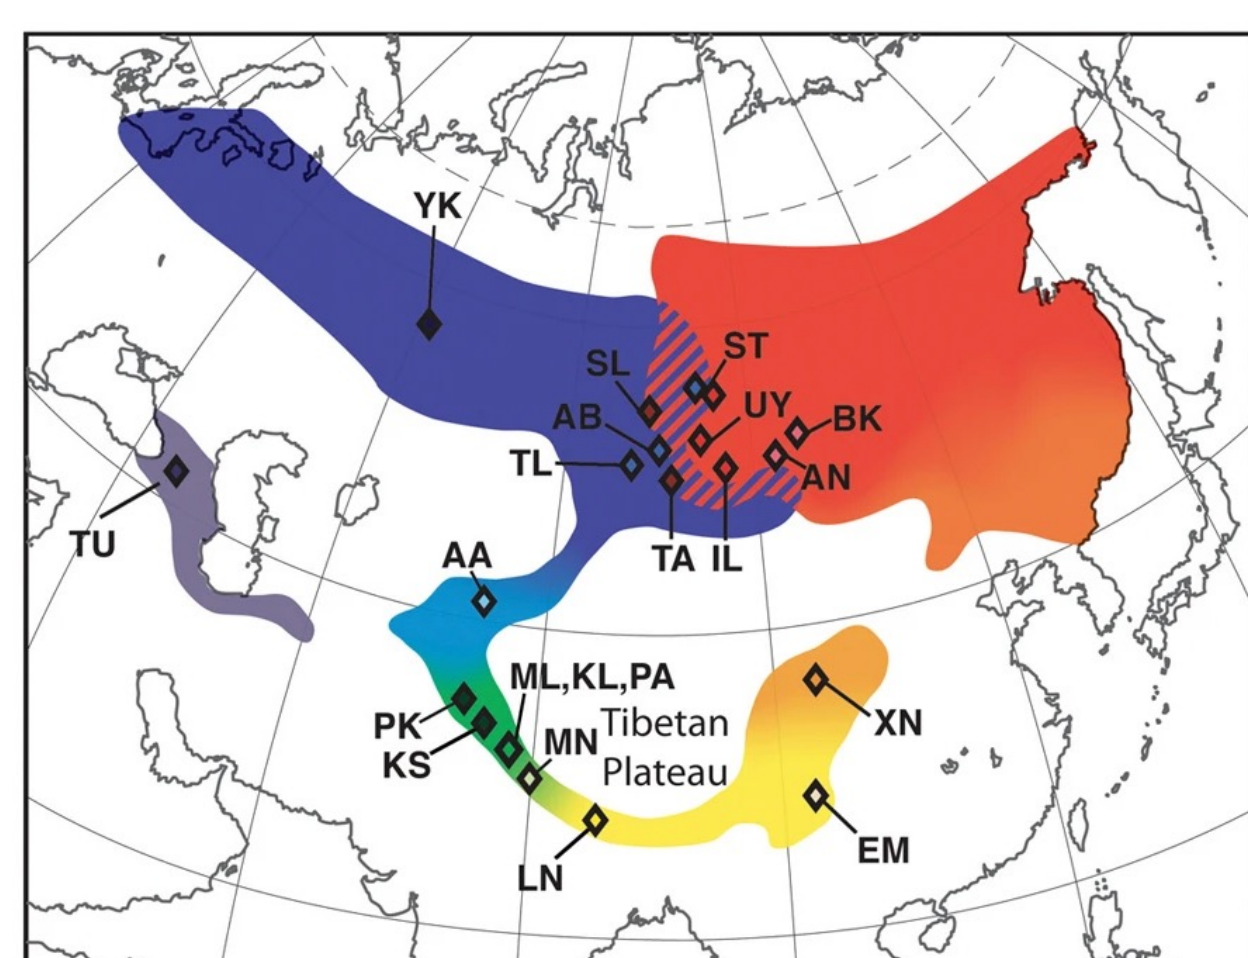 YK
ST
SL
UY
AB
BK
TL
AN
TU
TA
IL
AA
ML,KL,PA
PK
Tibetan
XN
MN
KS
Plateau
EM
LN